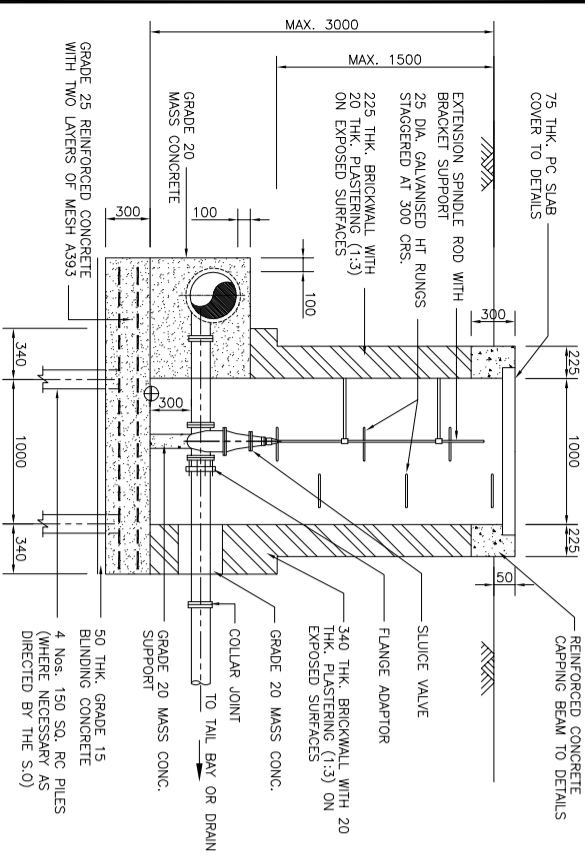 75 THK. PC SLAB
COVER TO DETAILS
EXTENSION SPINDLE ROD WITH
BRACKET SUPPORT
25 DIA. GALVANISED HT RUNGS
STAGGERED AT 300 CRS.
225 THK. BRICKWALL WITH
20 THK. PLASTERING (1:3)
ON EXPOSED SURFACES
GRADE 20
MASS CONCRETE
GRADE 25 REINFORCED CONCRETE
WITH TWO LAYERS OF MESH A393
MAX. 3000
MAX. 1500
300
100
100
300
225
1000
225
50
300
340
1000
340
REINFORCED CONCRETE
CAPPING BEAM TO DETAILS
SLUICE VALVE
FLANGE ADAPTOR
340 THK. BRICKWALL WITH 20
THK. PLASTERING (1:3) ON
EXPOSED SURFACES
GRADE 20 MASS CONC.
TO TAIL BAY OR DRAIN
COLLAR JOINT
GRADE 20 MASS CONC.
SUPPORT
50 THK. GRADE 15
BLINDING CONCRETE
4 Nos. 150 SQ. RC PILES
(WHERE NECESSARY AS
DIRECTED BY THE S.O)